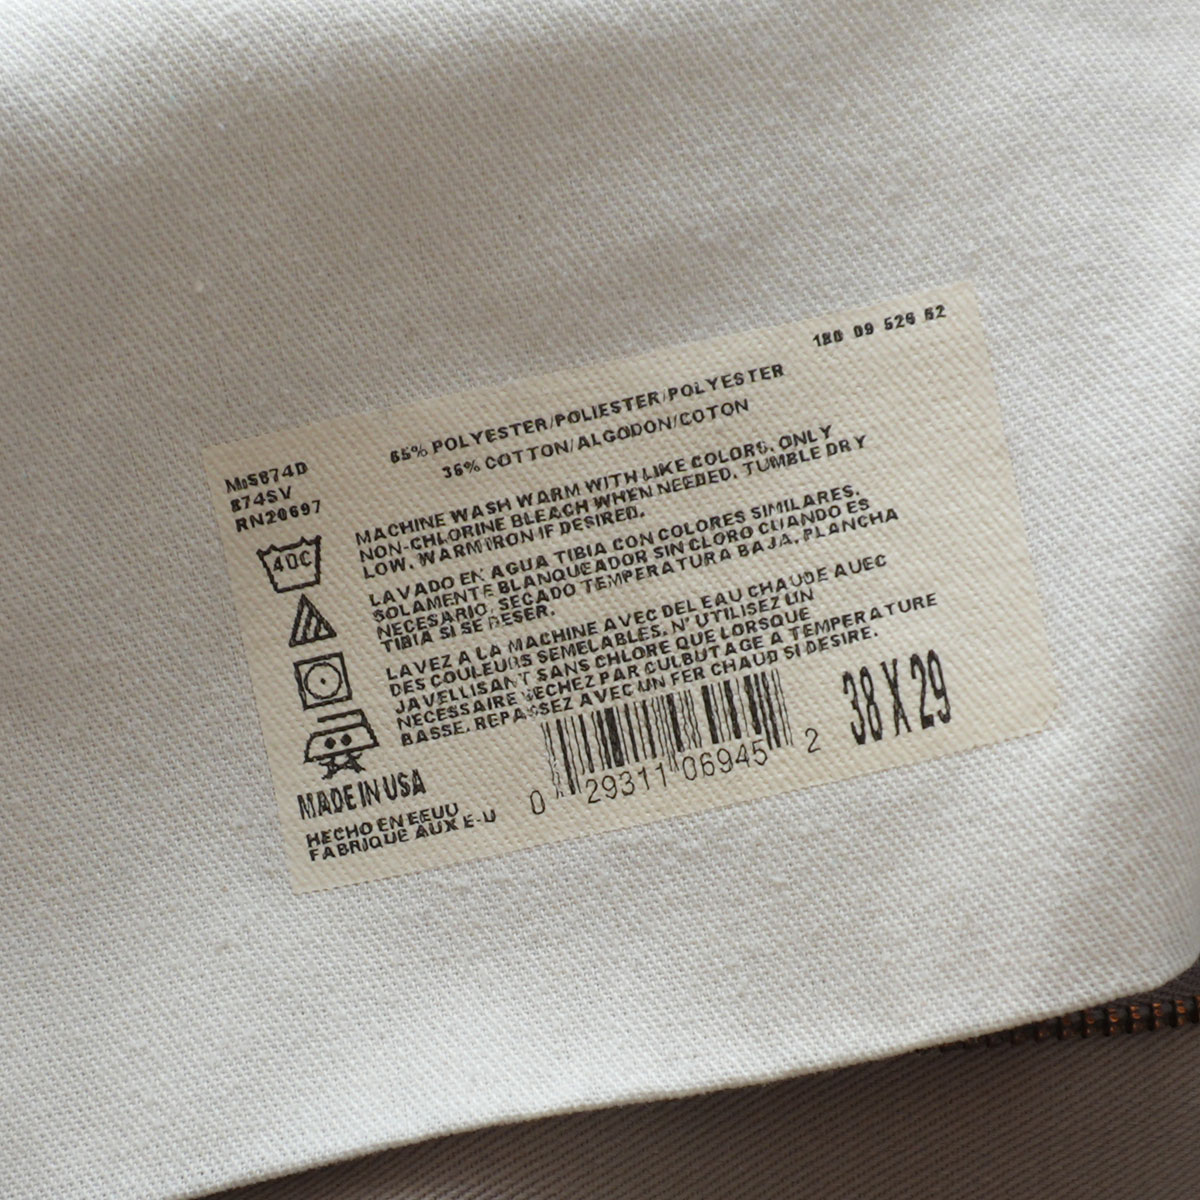 180 09 526 52
65% POLYESTER/POLIESTER/POLYESTER
35% COTTON/ALGODON/COTON
874SV
RN20697
MACHINE WASH WARM WITH LIKE COLORS. ONLY
NON-CHLORINE BLEACH WHEN NEEDED. TUMBLE DRY
LOW. WARM IRON IF DESIRED.
LAVADO EN AGUA TIBIA CON COLORES SIMILARES.
SOLAMENTE BLANQUEADOR SIN CLORO CUANDO ES
NECESARIO. SECADO TEMPERATURA BAJA. PLANCHA
TIBIA SI SE DESER.
LAVEZ A LA MACHINE AVEC DEL EAU CHAUDE AUEC
DES COULEURS SEMELABLES. N'UTILISEZ UN
JAVELLISANT SANS CHLORE QUE LORSQUE
NECESSAIRE SECHEZ PAR CULBUTAGE A TEMPERATURE
BASSE. REPASSEZ AVEC UN FER CHAUD SI DESIRE.
40C
MADE IN USA
HECHO EN EEUU
FABRIQUE AUX E-U
0 29311 06945 2
38 X 29